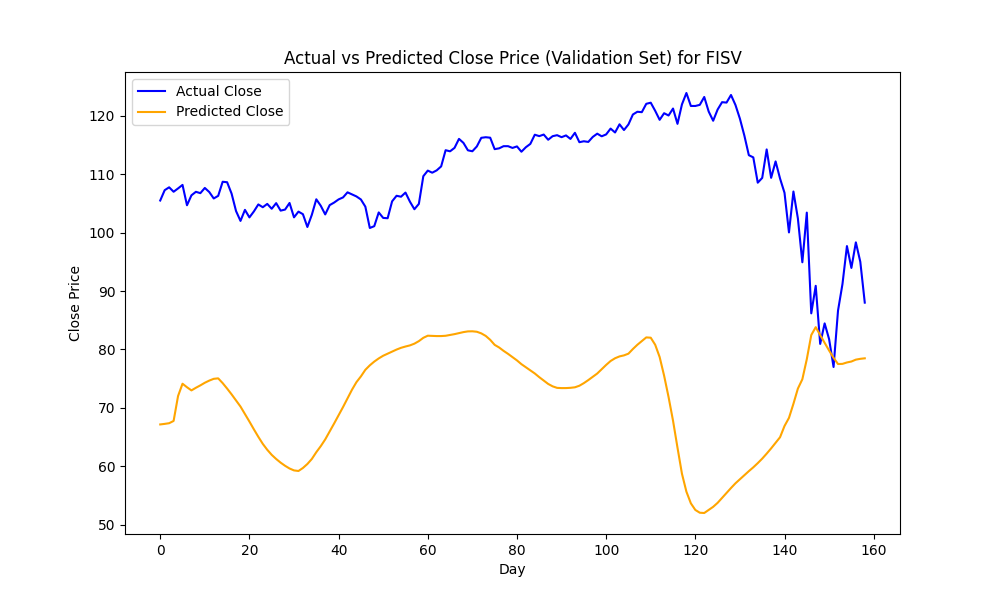 Actual vs Predicted Close Price (Validation Set) for FISV
Actual Close
Predicted Close
Close Price
120
110
100
90
80
70
60
50
0 20 40 60 80 100 120 140 160
Day